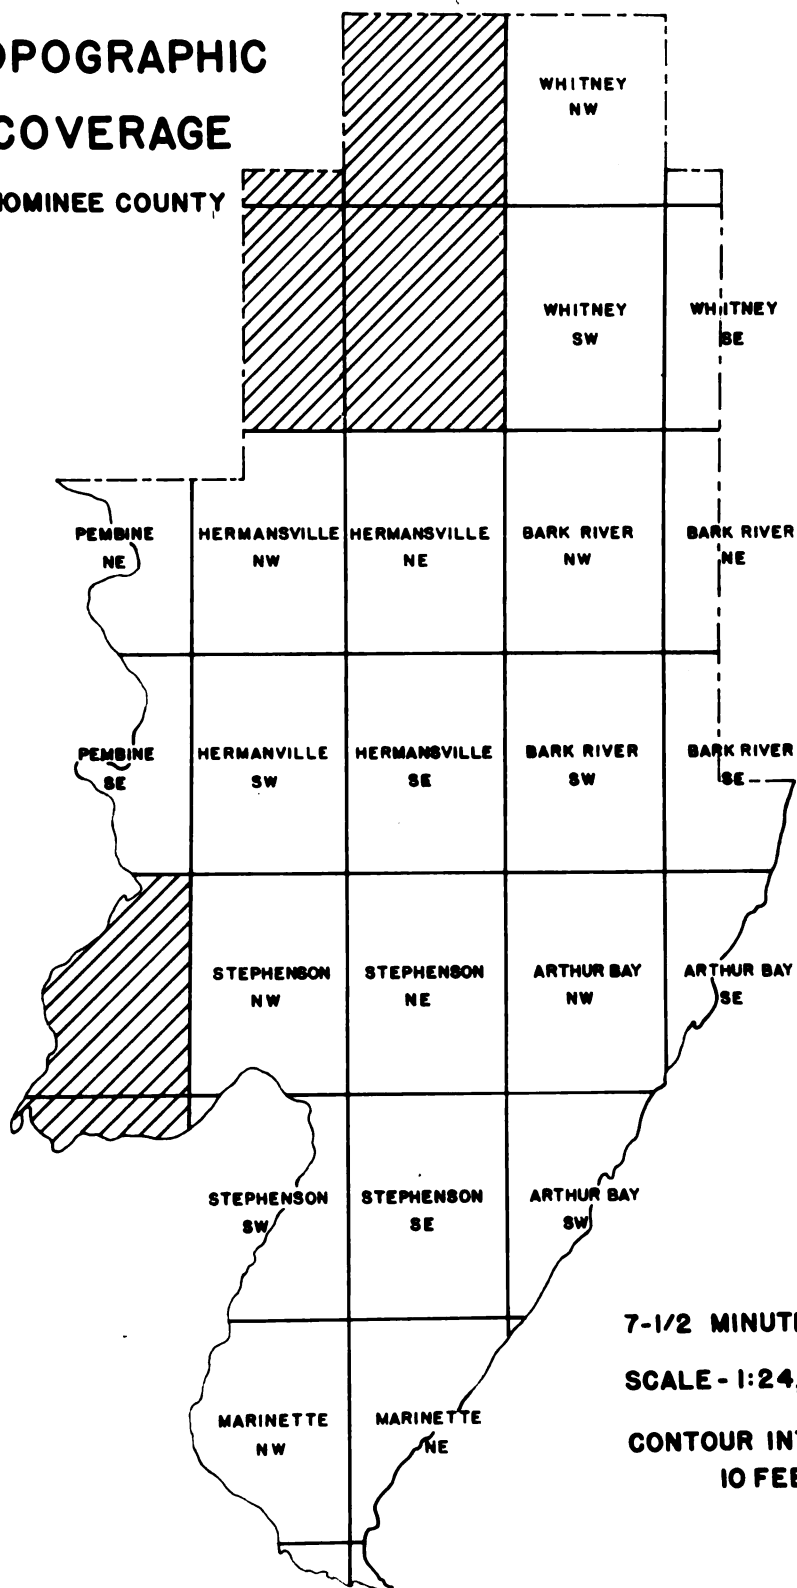 OPOGRAPHIC
COVERAGE
NOMINEE COUNTY
WHITNEY
NW
WHITNEY
SW
WHITNEY
SE
PEMBINE
NE
HERMANSVILLE
NW
HERMANSVILLE
NE
BARK RIVER
NW
BARK RIVER
NE
PEMBINE
SE
HERMANVILLE
SW
HERMANSVILLE
SE
BARK RIVER
SW
BARK RIVER
SE
STEPHENSON
NW
STEPHENSON
NE
ARTHUR BAY
NW
ARTHUR BAY
SE
STEPHENSON
SW
STEPHENSON
SE
ARTHUR BAY
SW
7-1/2 MINUT
SCALE - 1:24,
CONTOUR IN
10 FEE
MARINETTE
NW
MARINETTE
NE